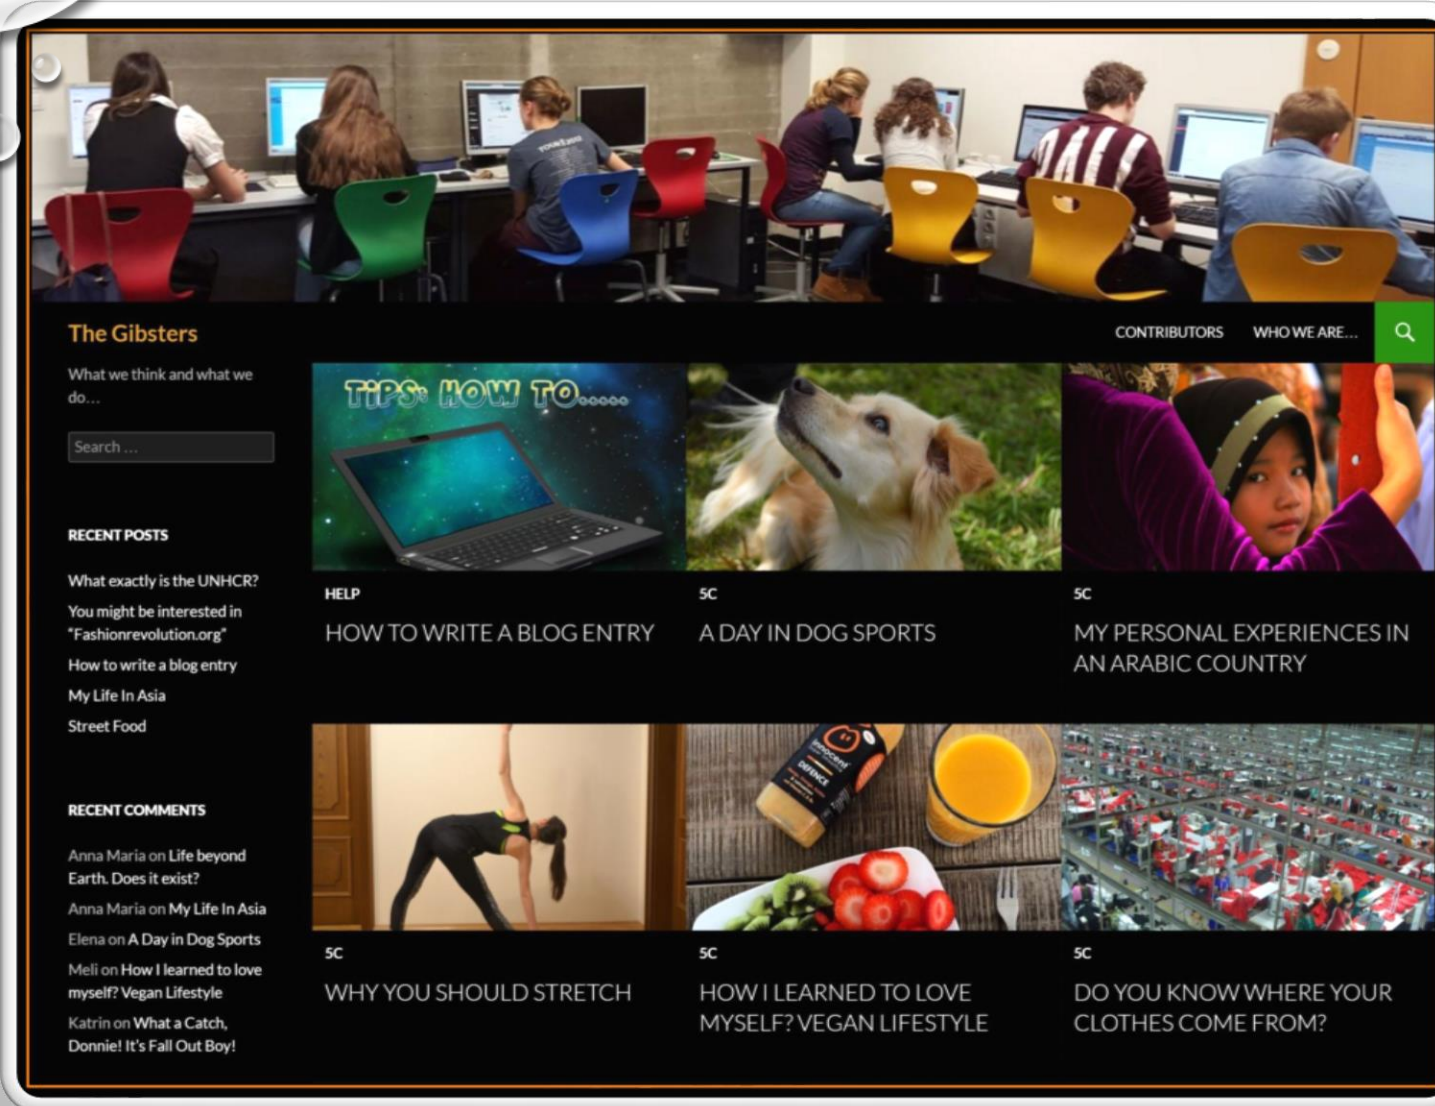 The Gibsters
CONTRIBUTORS
WHO WE ARE...
What we think and what we
do...
Search ...
RECENT POSTS
What exactly is the UNHCR?
You might be interested in
"Fashionrevolution.org"
How to write a blog entry
My Life In Asia
Street Food
RECENT COMMENTS
Anna Maria on Life beyond
Earth. Does it exist?
Anna Maria on My Life In Asia
Elena on A Day in Dog Sports
Meli on How I learned to love
myself? Vegan Lifestyle
Katrin on What a Catch,
Donnie! It's Fall Out Boy!
TiPS: HOW TO.....
HELP
HOW TO WRITE A BLOG ENTRY
5C
A DAY IN DOG SPORTS
5C
MY PERSONAL EXPERIENCES IN
AN ARABIC COUNTRY
5C
WHY YOU SHOULD STRETCH
innocent
DEFENCE
5C
HOW I LEARNED TO LOVE
MYSELF? VEGAN LIFESTYLE
5C
DO YOU KNOW WHERE YOUR
CLOTHES COME FROM?